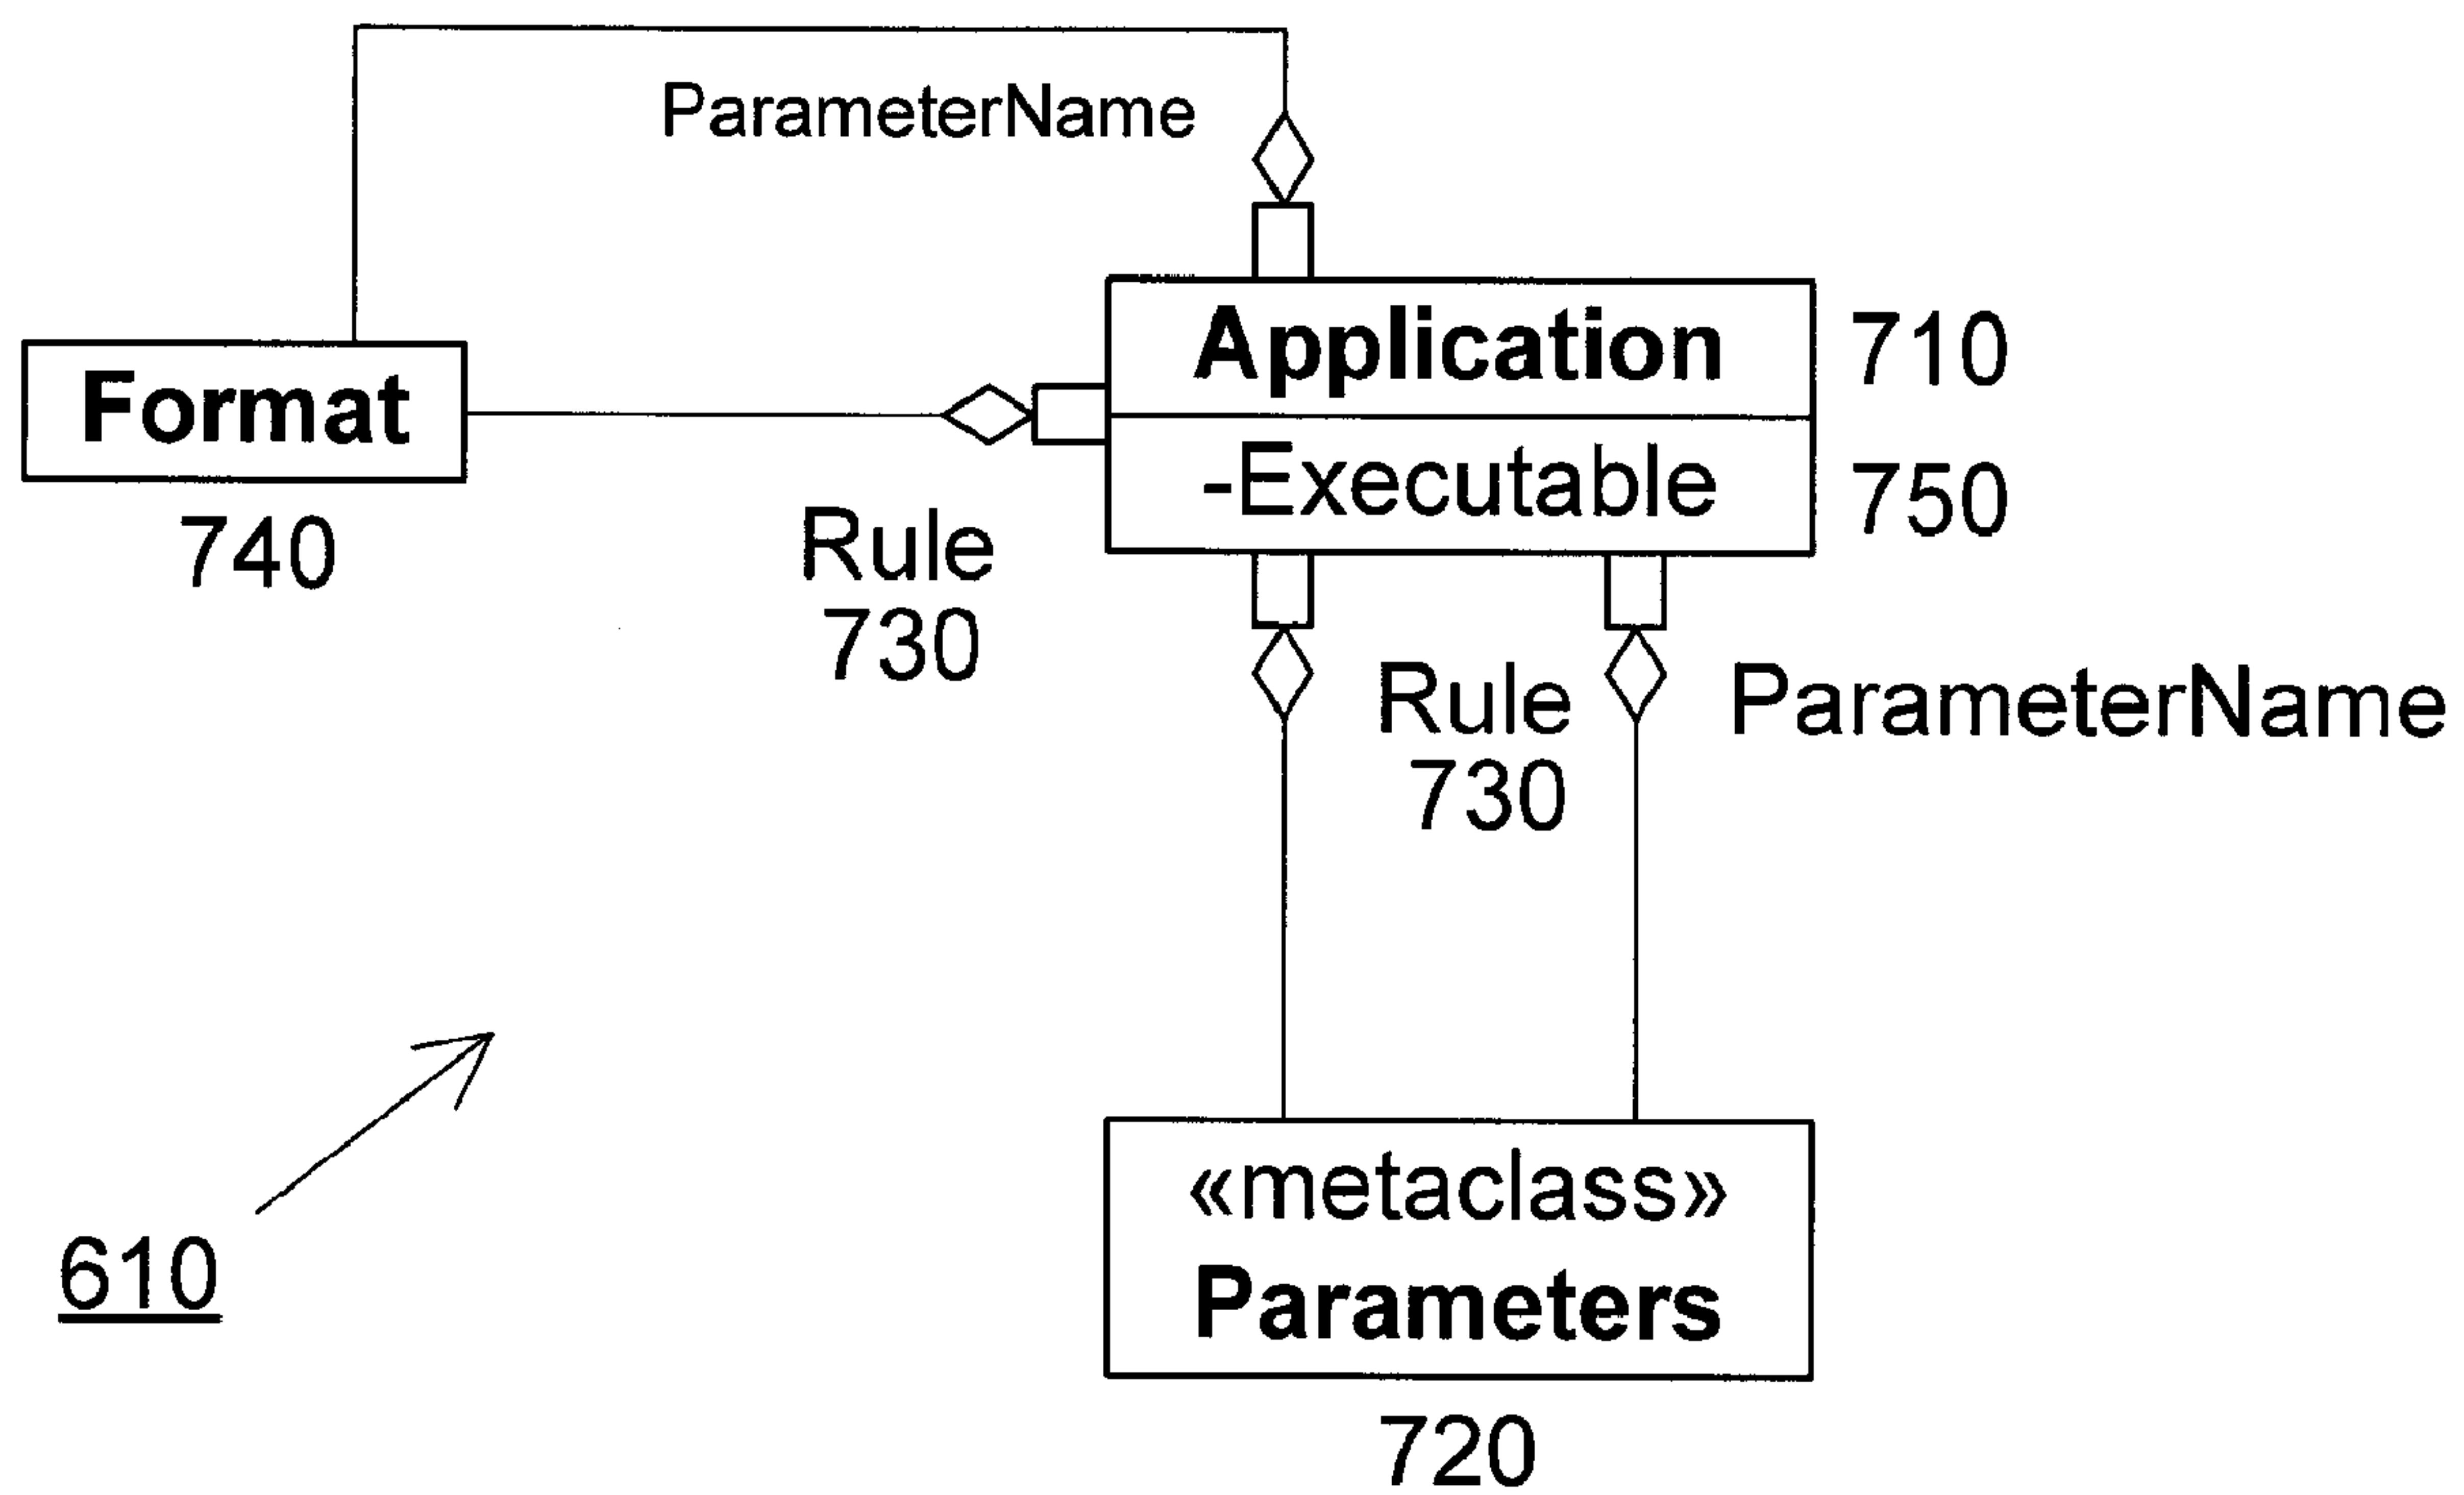 ParameterName
Application
710
Format
-Executable
750
740
Rule
730
Rule
730
ParameterName
«metaclass»
Parameters
610
720